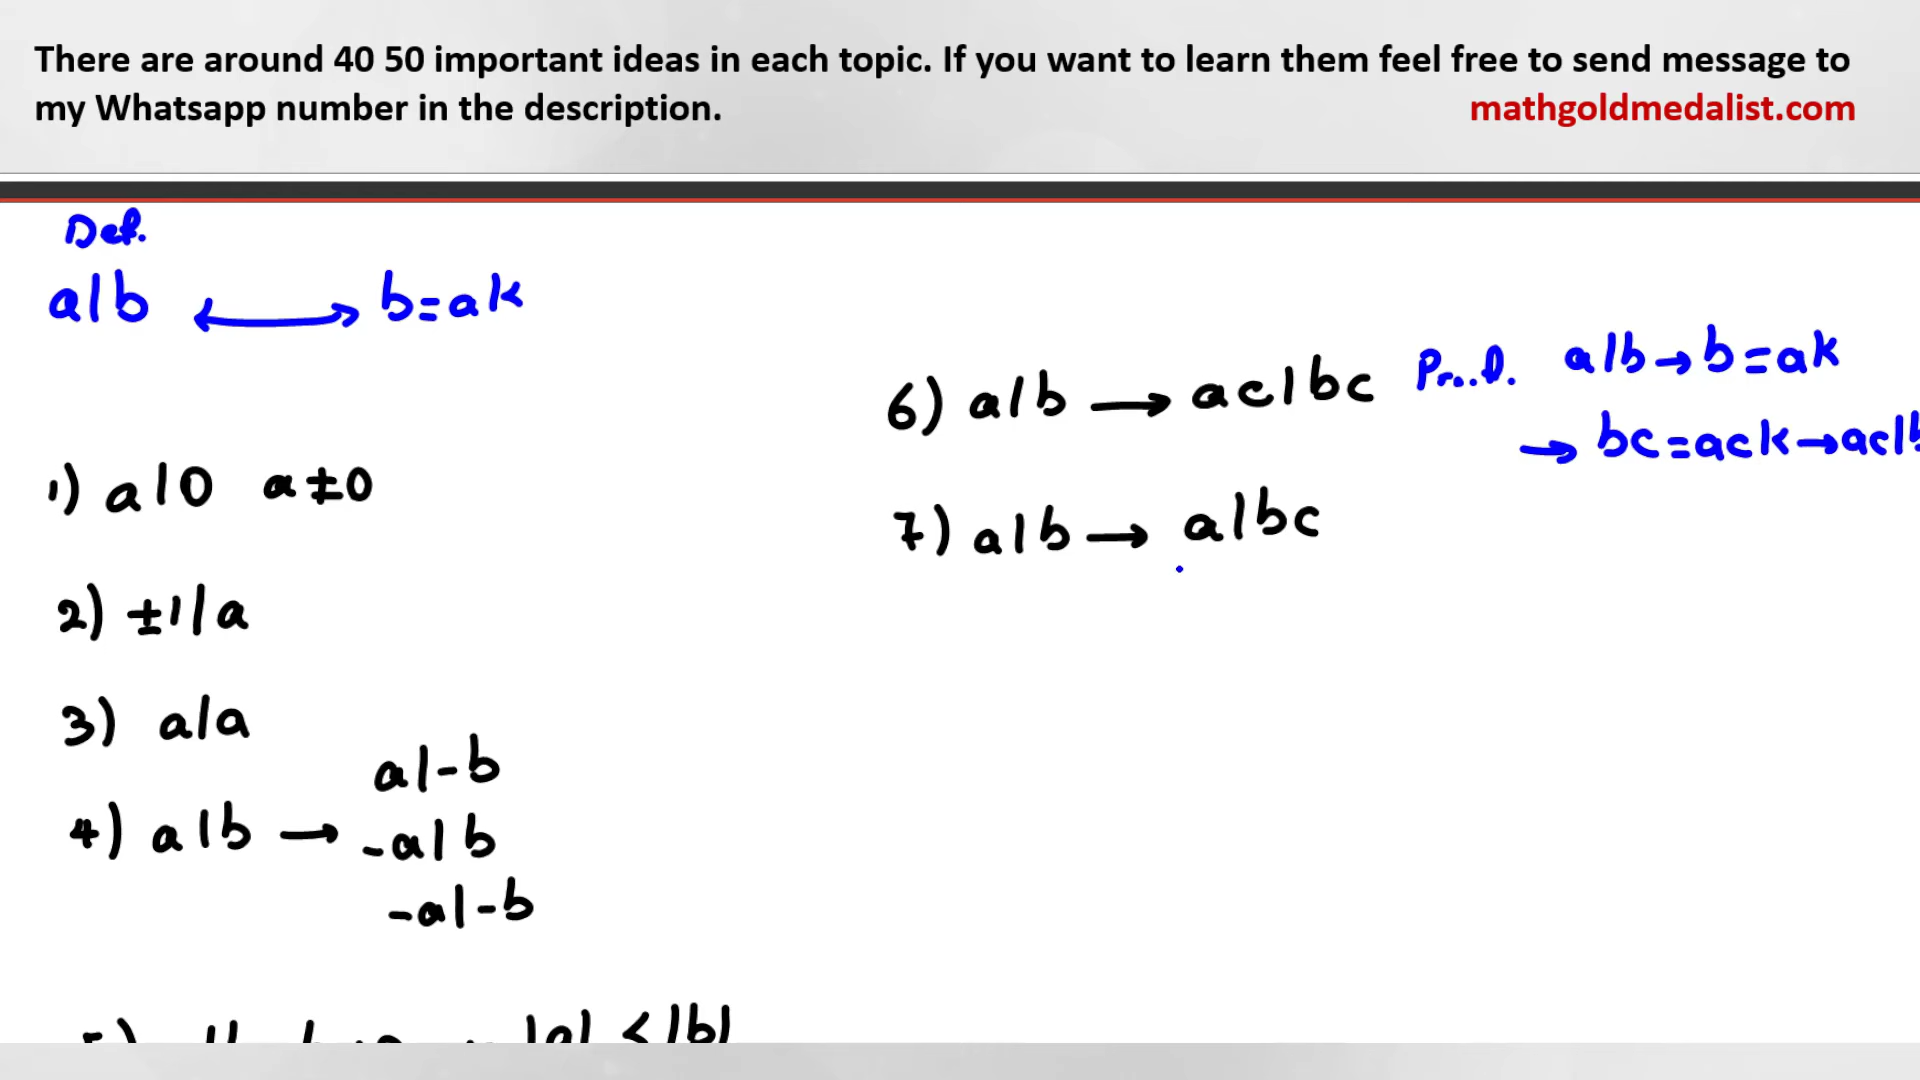 There are around 40 50 important ideas in each topic. If you want to learn them feel free to send message to
my Whatsapp number in the description.
mathgoldmedalist.com
Def.
a|b ⟷ b=ak
1) a|0 a≠0
2) ±1|a
3) a|a
4) a|b → a|-b
-a|b
-a|-b
|a| < |b|
6) a|b → ac|bc Proof. a|b → b=ak
→ bc=ack → ac|b
7) a|b → a|bc